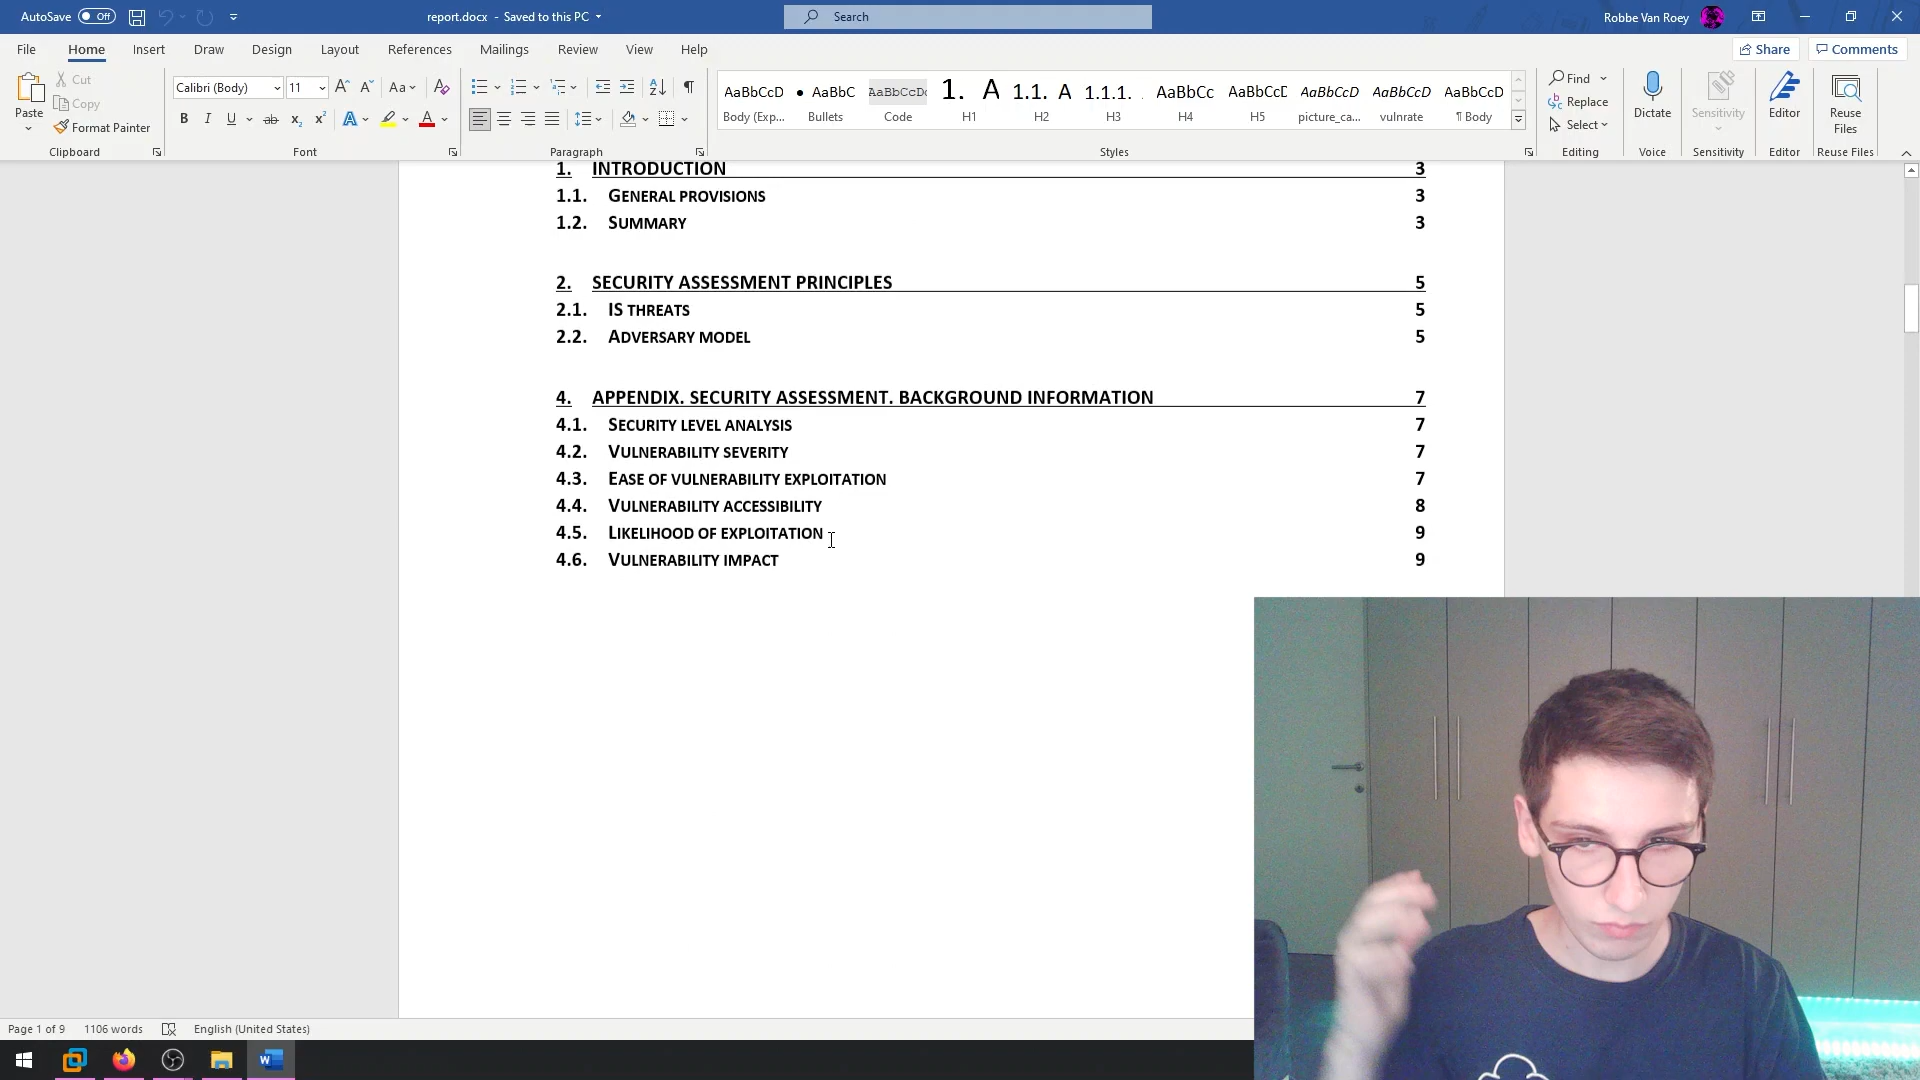 AutoSave Off report.docx - Saved to this PC Search Robbe Van Roey
File Home Insert Draw Design Layout References Mailings Review View Help Share Comments
Paste Cut Copy Format Painter
Calibri (Body) 11 Aa
AaBbCcD AaBbC AaBbCcDc 1. A 1.1. A 1.1.1. AaBbCc AaBbCcD AaBbCcD AaBbCcD AaBbCcD
Body (Exp... Bullets Code H1 H2 H3 H4 H5 picture_ca... vulnrate ¶ Body
Find Replace Select
Dictate Sensitivity Editor Reuse Files
Clipboard Font Paragraph Styles Editing Voice Sensitivity Editor Reuse Files
1. INTRODUCTION 3
1.1. GENERAL PROVISIONS 3
1.2. SUMMARY 3
2. SECURITY ASSESSMENT PRINCIPLES 5
2.1. IS THREATS 5
2.2. ADVERSARY MODEL 5
4. APPENDIX. SECURITY ASSESSMENT. BACKGROUND INFORMATION 7
4.1. SECURITY LEVEL ANALYSIS 7
4.2. VULNERABILITY SEVERITY 7
4.3. EASE OF VULNERABILITY EXPLOITATION 7
4.4. VULNERABILITY ACCESSIBILITY 8
4.5. LIKELIHOOD OF EXPLOITATION 9
4.6. VULNERABILITY IMPACT 9
Page 1 of 9 1106 words English (United States)